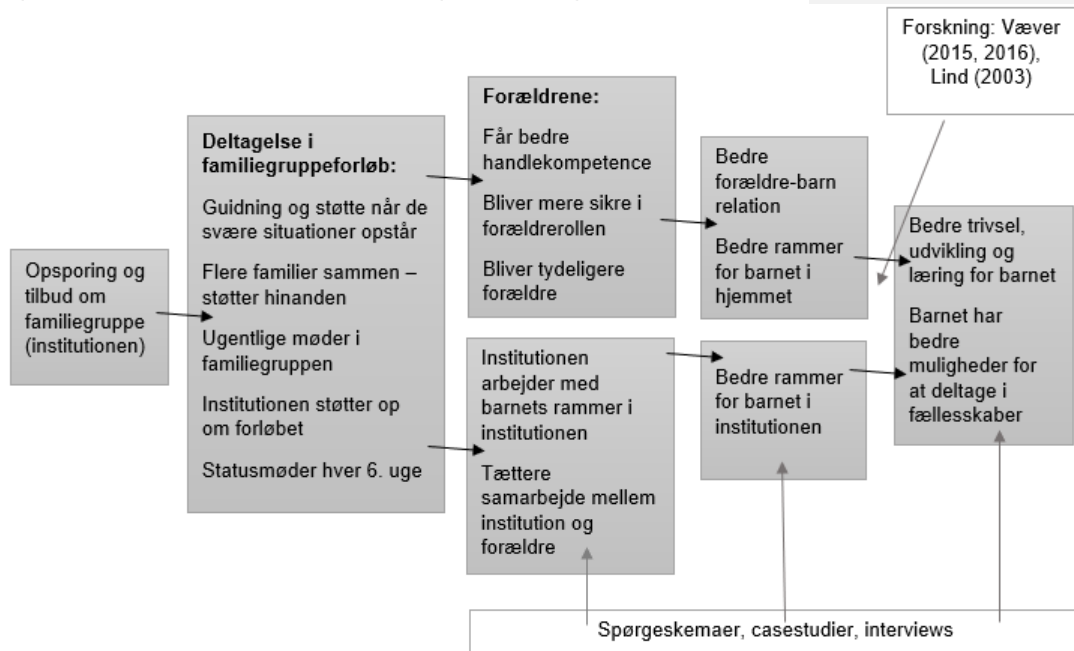 Opsporing og
tilbud om
familiegruppe
(institutionen)
Deltagelse i
familiegruppeforløb:
Guidning og støtte når de
svære situationer opstår
Flere familier sammen –
støtter hinanden
Ugentlige møder i
familiegruppen
Institutionen støtter op
om forløbet
Statusmøder hver 6. uge
Forældrene:
Får bedre
handlekompetence
Bliver mere sikre i
forældrerollen
Bliver tydeligere
forældre
Institutionen
arbejder med
barnets rammer i
institutionen
Tættere
samarbejde mellem
institution og
forældre
Bedre
forældre-barn
relation
Bedre rammer
for barnet i
hjemmet
Bedre rammer
for barnet i
institutionen
Forskning: Væver
(2015, 2016),
Lind (2003)
Bedre trivsel,
udvikling og
læring for barnet
Barnet har
bedre
muligheder for
at deltage i
fællesskaber
Spørgeskemaer, casestudier, interviews